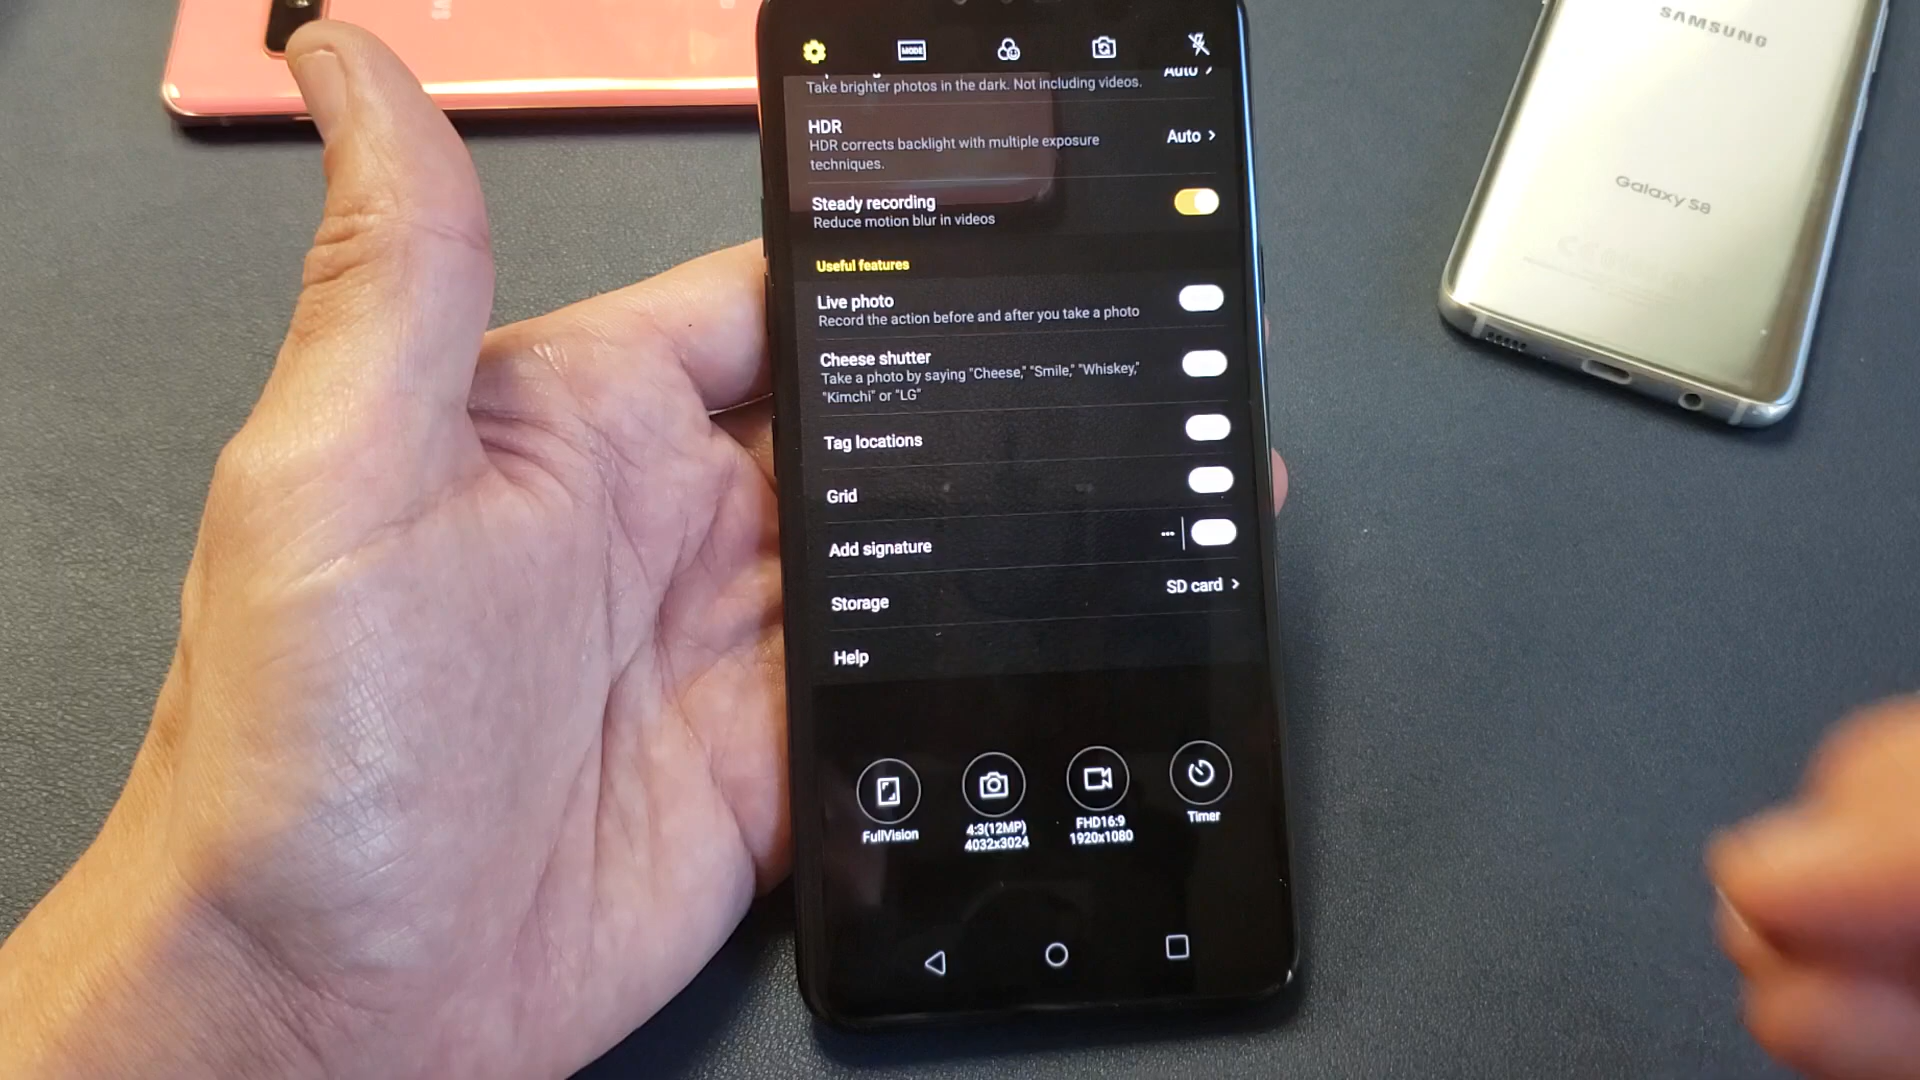 SAMSUNG
Galaxy S8
MODE
Auto >
Take brighter photos in the dark. Not including videos.
HDR
HDR corrects backlight with multiple exposure
techniques.
Auto >
Steady recording
Reduce motion blur in videos
Useful features
Live photo
Record the action before and after you take a photo
Cheese shutter
Take a photo by saying "Cheese," "Smile," "Whiskey,"
"Kimchi" or "LG"
Tag locations
Grid
Add signature
...
Storage
SD card >
Help
FullVision
4:3(12MP)
4032x3024
FHD16:9
1920x1080
Timer